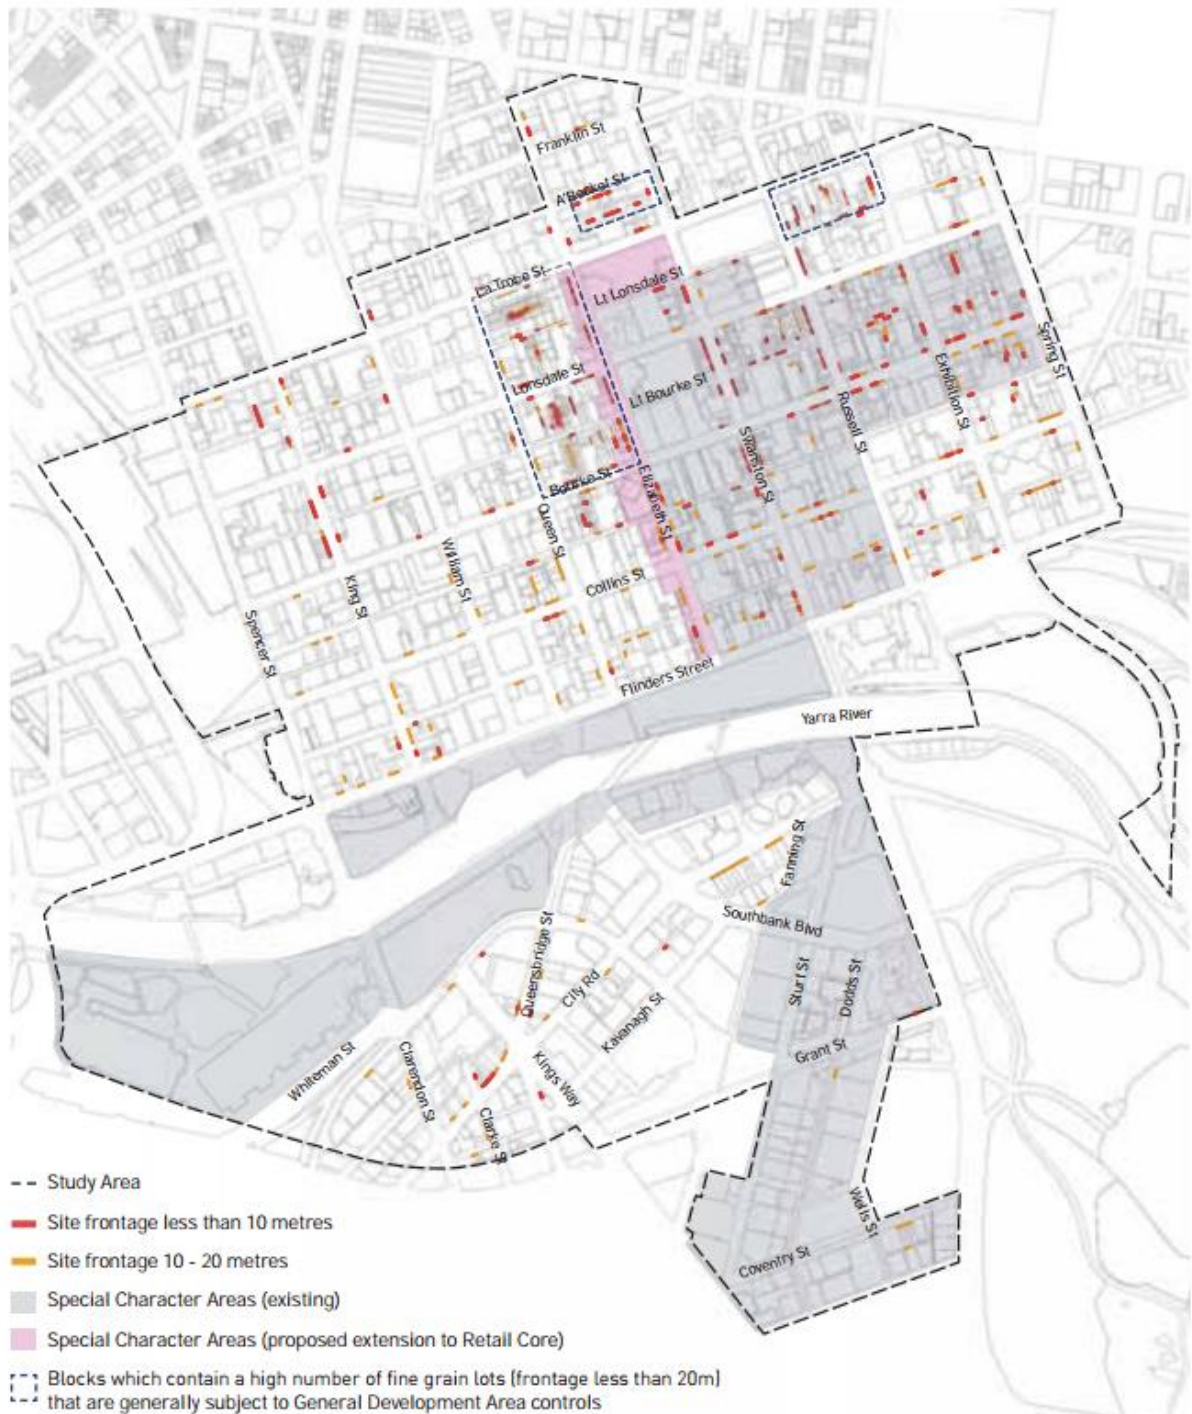 Franklin St
A'Becket St
La Trobe St
Lt Lonsdale St
Lonsdale St
Lt Bourke St
Spring St
Exhibition St
Russell St
Swanston St
Bourke St
Elizabeth St
Queen St
William St
Collins St
King St
Spencer St
Flinders Street
Yarra River
Fanning St
Southbank Blvd
Queensbridge St
City Rd
Sturt St
Dodds St
Kavanagh St
Grant St
Whiteman St
Clarendon St
Kings Way
Clarke St
Wells St
Coventry St
Study Area
Site frontage less than 10 metres
Site frontage 10 - 20 metres
Special Character Areas (existing)
Special Character Areas (proposed extension to Retail Core)
Blocks which contain a high number of fine grain lots (frontage less than 20m)
that are generally subject to General Development Area controls